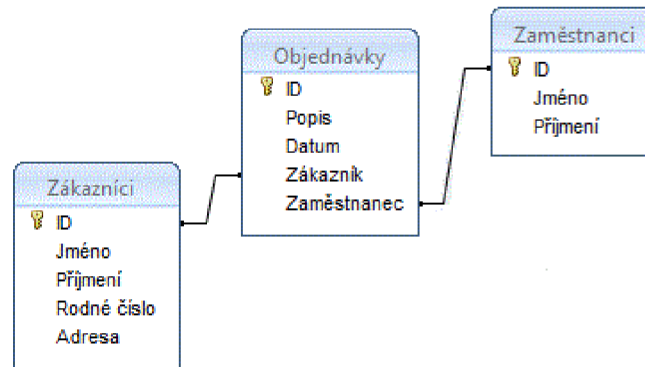 Zákazníci
ID
Jméno
Příjmení
Rodné číslo
Adresa
Objednávky
ID
Popis
Datum
Zákazník
Zaměstnanec
Zaměstnanci
ID
Jméno
Příjmení